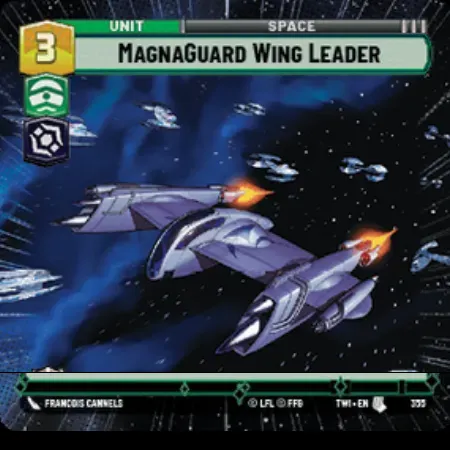 UNIT SPACE
3 MAGNAGUARD WING LEADER
FRANCOIS CANNELS Ⓒ LFL Ⓒ FFG TWI • EN 355